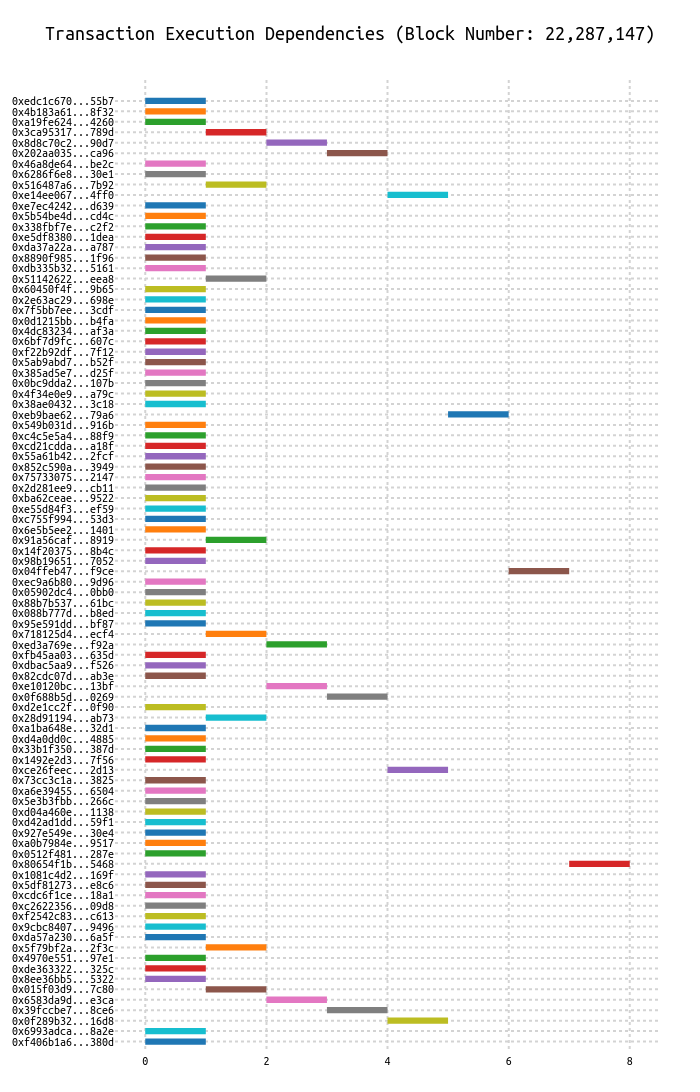 Transaction Execution Dependencies (Block Number: 22,287,147)
0xedc1c670...55b7
0x4b183a61...8f32
0xa19fe624...4260
0x3ca95317...789d
0x8d8c70c2...90d7
0x202aa035...ca96
0x46a8de64...be2c
0x6286f6e8...30e1
0x516487a6...7b92
0xe14ee067...4ff0
0xe7ec4242...d639
0x5b54be4d...cd4c
0x338fbf7e...c2f2
0xe5df8380...1dea
0xda37a22a...a787
0x8890f985...1f96
0xdb335b32...5161
0x51142622...eea8
0x60450f4f...9b65
0x2e63ac29...698e
0x7f5bb7ee...3cdf
0x0d1215bb...b4fa
0x4dc83234...af3a
0x6bf7d9fc...607c
0xf22b92df...7f12
0x5ab9abd7...b52f
0x385ad5e7...d25f
0x0bc9dda2...107b
0x4f34e0e9...a79c
0x38ae0432...3c18
0xeb9bae62...79a6
0x549b031d...916b
0xc4c5e5a4...88f9
0xcd21cdda...a18f
0x55a61b42...2fcf
0x852c590a...3949
0x75733075...2147
0x2d281ee9...cb11
0xba62ceae...9522
0xe55d84f3...ef59
0xc755f994...53d3
0x6e5b5ee2...1401
0x91a56caf...8919
0x14f20375...8b4c
0x98b19651...7052
0x04ffeb47...f9ce
0xec9a6b80...9d96
0x05902dc4...0bb0
0x88b7b537...61bc
0x088b777d...b8ed
0x95e591dd...bf87
0x718125d4...ecf4
0xed3a769e...f92a
0xfb45aa03...635d
0xdbac5aa9...f526
0x82cdc07d...ab3e
0xe10120bc...13bf
0x0f688b5d...0269
0xd2e1cc2f...0f90
0x28d91194...ab73
0xa1ba648e...32d1
0xd4a0dd0c...4885
0x33b1f350...387d
0x1492e2d3...7f56
0xce26feec...2d13
0x73cc3c1a...3825
0xa6e39455...6504
0x5e3b3fbb...266c
0xd04a460e...1138
0xd42ad1dd...59f1
0x927e549e...30e4
0xa0b7984e...9517
0x0512f481...287e
0x80654f1b...5468
0x1081c4d2...169f
0x5df81273...e8c6
0xcdc6f1ce...18a1
0xc2622356...09d8
0xf2542c83...c613
0x9cbc8407...9496
0xda57a230...6a5f
0x5f79bf2a...2f3c
0x4970e551...97e1
0xde363322...325c
0x8ee36bb5...5322
0x015f03d9...7c80
0x6583da9d...e3ca
0x39fccbe7...8ce6
0x0f289b32...16d8
0x6993adca...8a2e
0xf406b1a6...380d
0 2 4 6 8